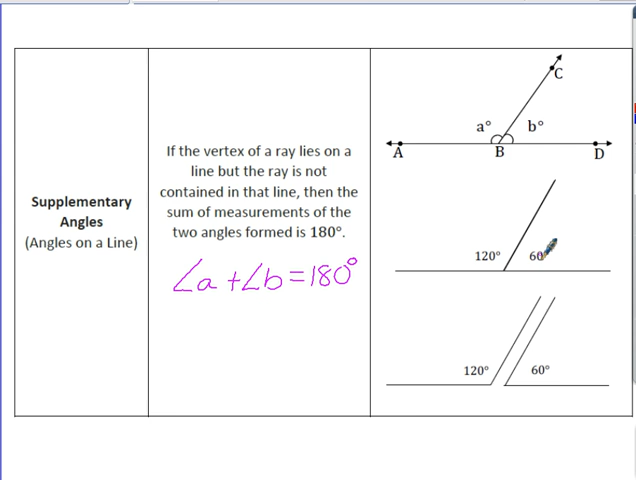 Supplementary
Angles
(Angles on a Line)
If the vertex of a ray lies on a
line but the ray is not
contained in that line, then the
sum of measurements of the
two angles formed is 180°.
∠a + ∠b = 180°
C
a° b°
A B D
120° 60
120° 60°